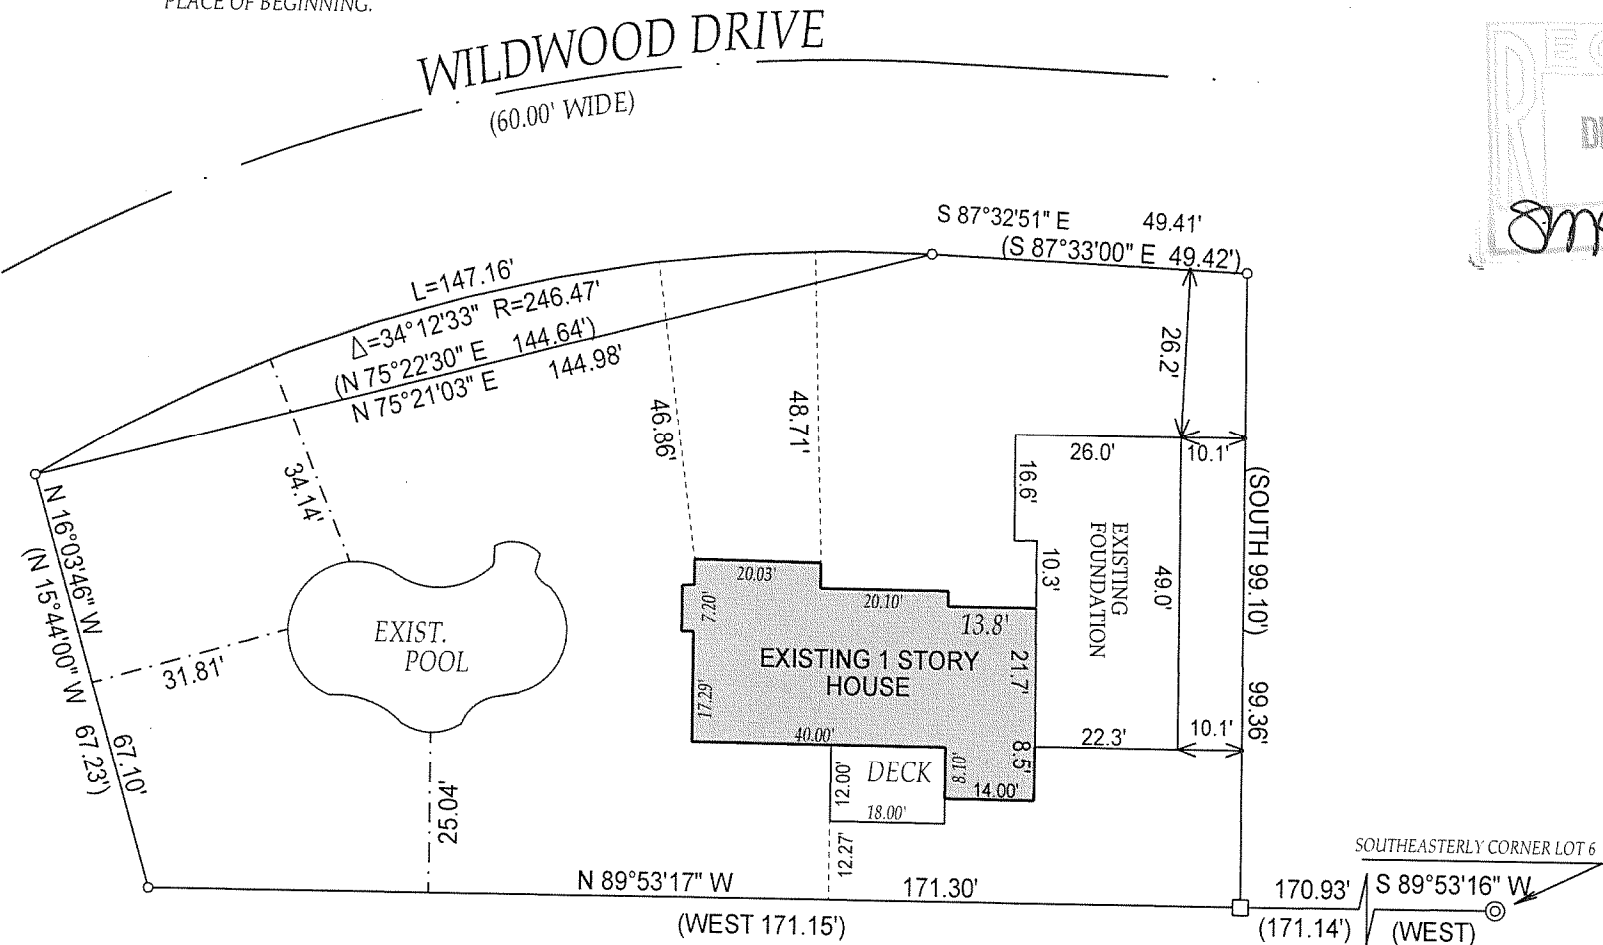 PLACE OF BEGINNING.
WILDWOOD DRIVE
(60.00' WIDE)
S 87°32'51" E 49.41'
(S 87°33'00" E 49.42')
L=147.16'
Δ=34°12'33" R=246.47'
(N 75°22'30" E 144.64')
N 75°21'03" E 144.98'
26.2'
46.86'
48.71'
34.14'
26.0'
10.1'
16.6'
10.3'
EXISTING
FOUNDATION
49.0'
(SOUTH 99.10')
99.36'
N 16°03'46" W 67.10'
(N 15°44'00" W 67.23')
31.81'
EXIST.
POOL
20.03'
7.20'
20.10'
13.8'
EXISTING 1 STORY
HOUSE
21.7'
17.29'
40.00'
8.5'
22.3'
10.1'
DECK
12.00'
8.10'
14.00'
18.00'
25.04'
12.27'
N 89°53'17" W 171.30'
(WEST 171.15')
SOUTHEASTERLY CORNER LOT 6
170.93' S 89°53'16" W
(171.14') (WEST)